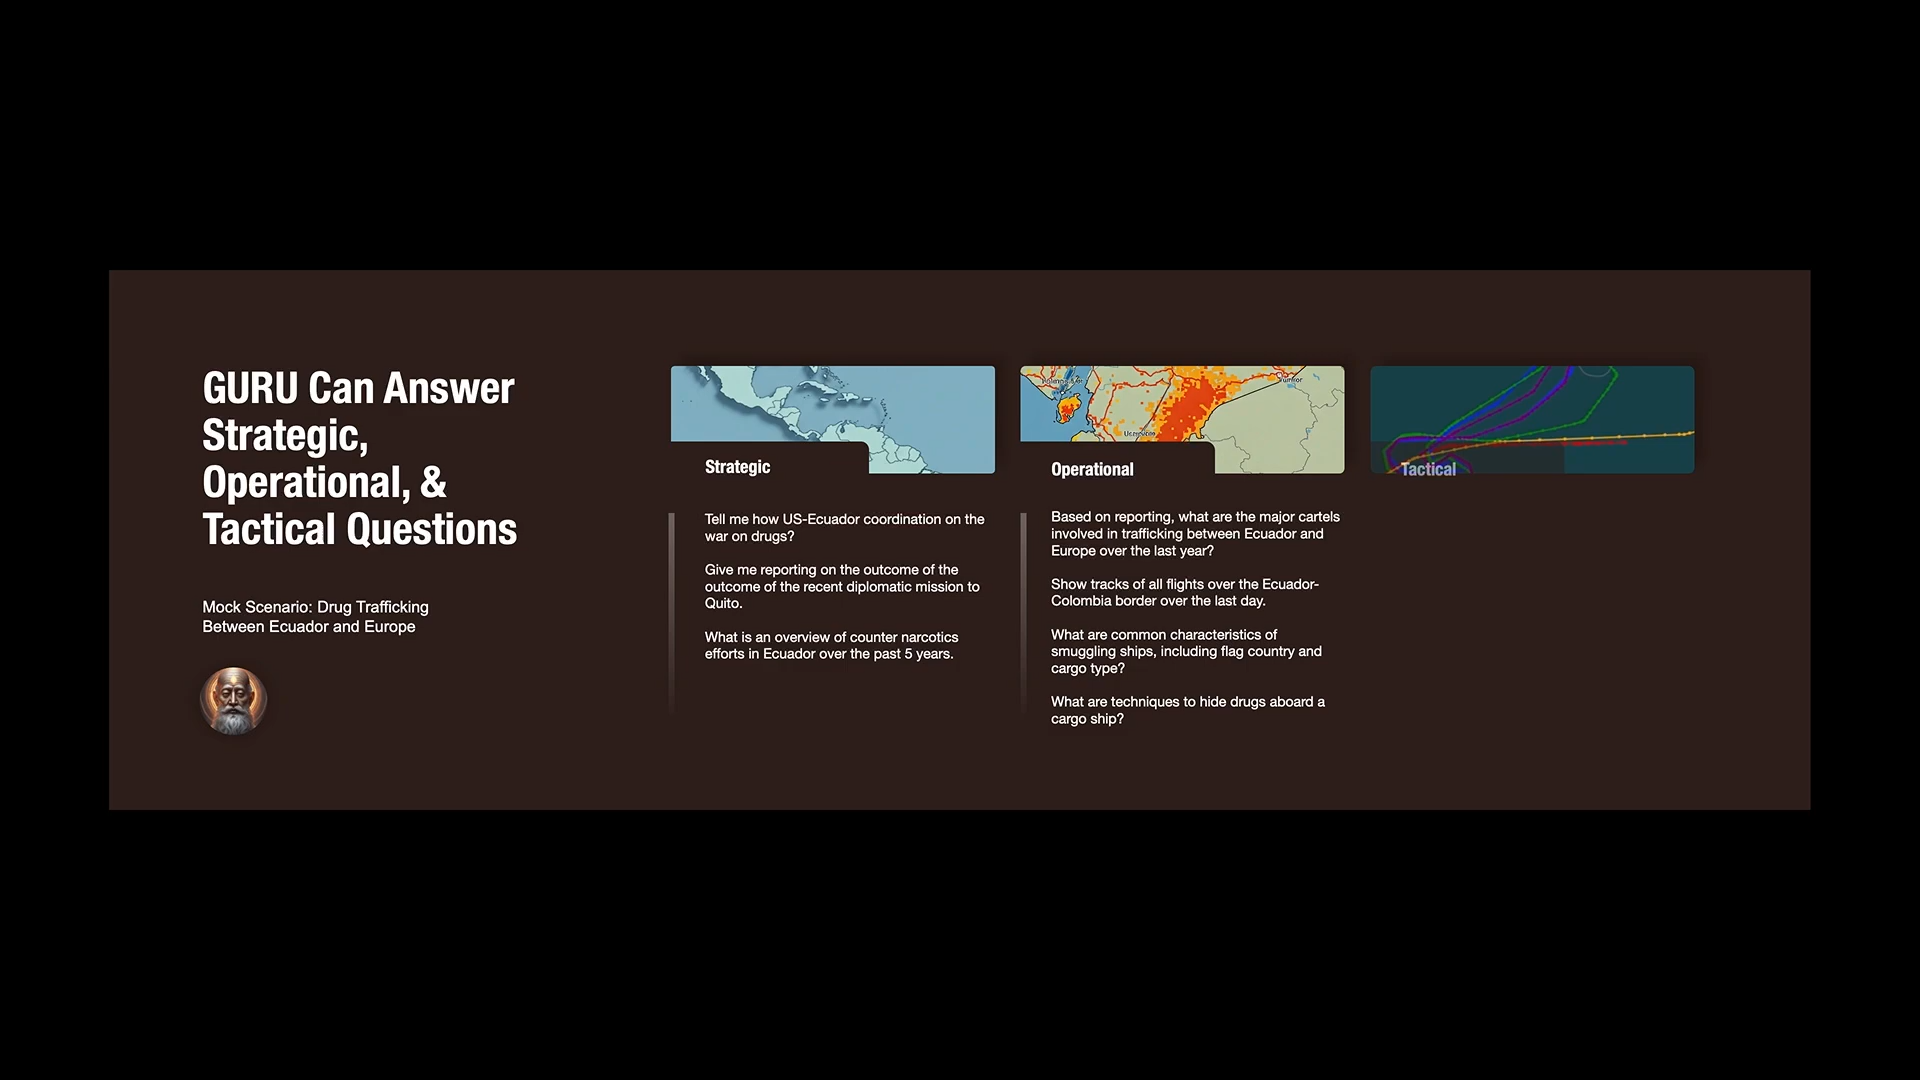 GURU Can Answer
Strategic,
Operational, &
Tactical Questions
Mock Scenario: Drug Trafficking
Between Ecuador and Europe
Strategic
Tell me how US-Ecuador coordination on the
war on drugs?
Give me reporting on the outcome of the
outcome of the recent diplomatic mission to
Quito.
What is an overview of counter narcotics
efforts in Ecuador over the past 5 years.
Operational
Based on reporting, what are the major cartels
involved in trafficking between Ecuador and
Europe over the last year?
Show tracks of all flights over the Ecuador-
Colombia border over the last day.
What are common characteristics of
smuggling ships, including flag country and
cargo type?
What are techniques to hide drugs aboard a
cargo ship?
Tactical